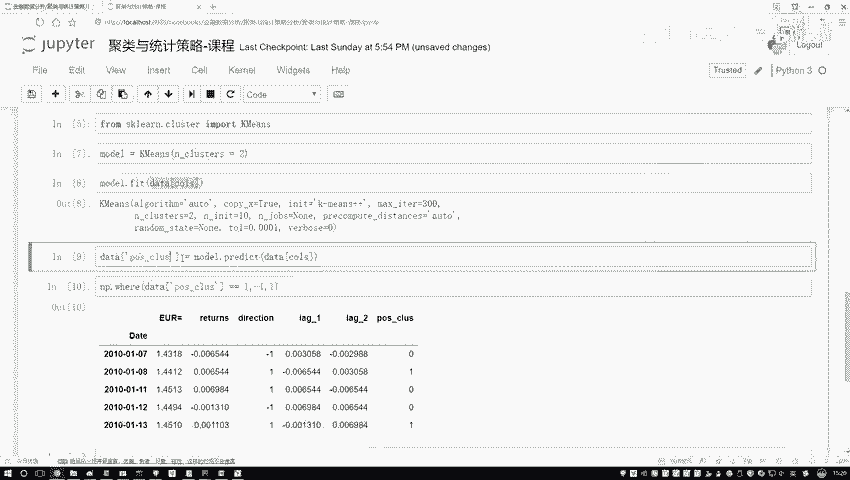 jupyter 聚类与统计策略-课程 Last Checkpoint: Last Sunday at 5:54 PM (unsaved changes)
Logout
File Edit View Insert Cell Kernel Widgets Help
Trusted
Python 3
Code
In [5]: from sklearn.cluster import KMeans
In [7]: model = KMeans(n_clusters = 2)
In [8]: model.fit(data[cols])
Out[8]: KMeans(algorithm='auto', copy_x=True, init='k-means++', max_iter=300,
n_clusters=2, n_init=10, n_jobs=None, precompute_distances='auto',
random_state=None, tol=0.0001, verbose=0)
In [9] data['pos_clus'] = model.predict(data[cols])
In [10]: np.where(data['pos_clus'] == 1,-1,1)
Out[10]
EUR= returns direction lag_1 lag_2 pos_clus
Date
2010-01-07 1.4318 -0.006544 -1 0.003058 -0.002988 0
2010-01-08 1.4412 0.006544 1 -0.006544 0.003058 1
2010-01-11 1.4513 0.006984 1 0.006544 -0.006544 0
2010-01-12 1.4494 -0.001310 -1 0.006984 0.006544 0
2010-01-13 1.4510 0.001103 1 -0.001310 0.006984 1